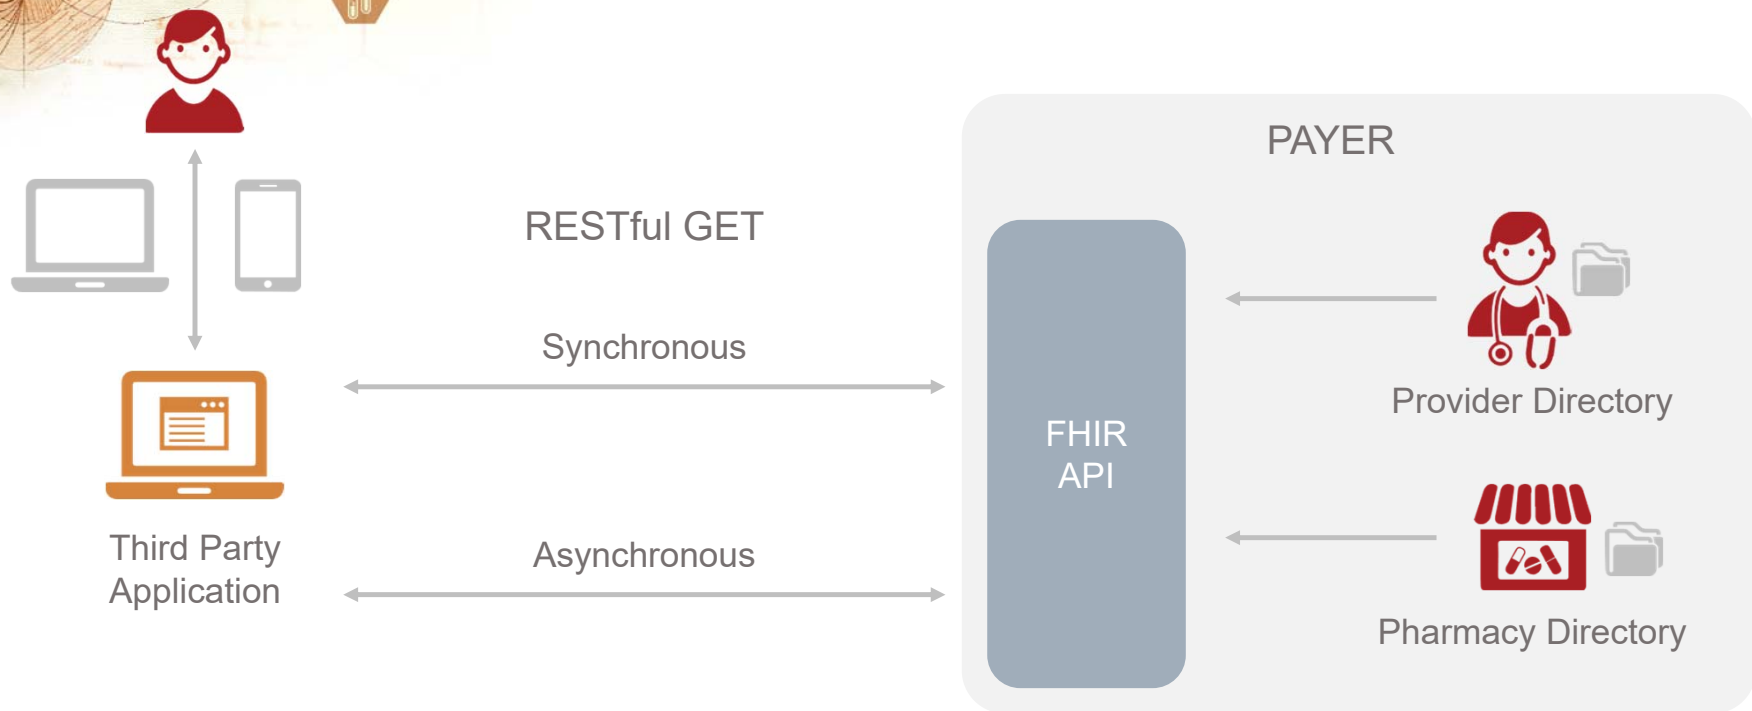 PAYER
RESTful GET
Synchronous
Provider Directory
FHIR
API
Third Party
Application
Asynchronous
Pharmacy Directory